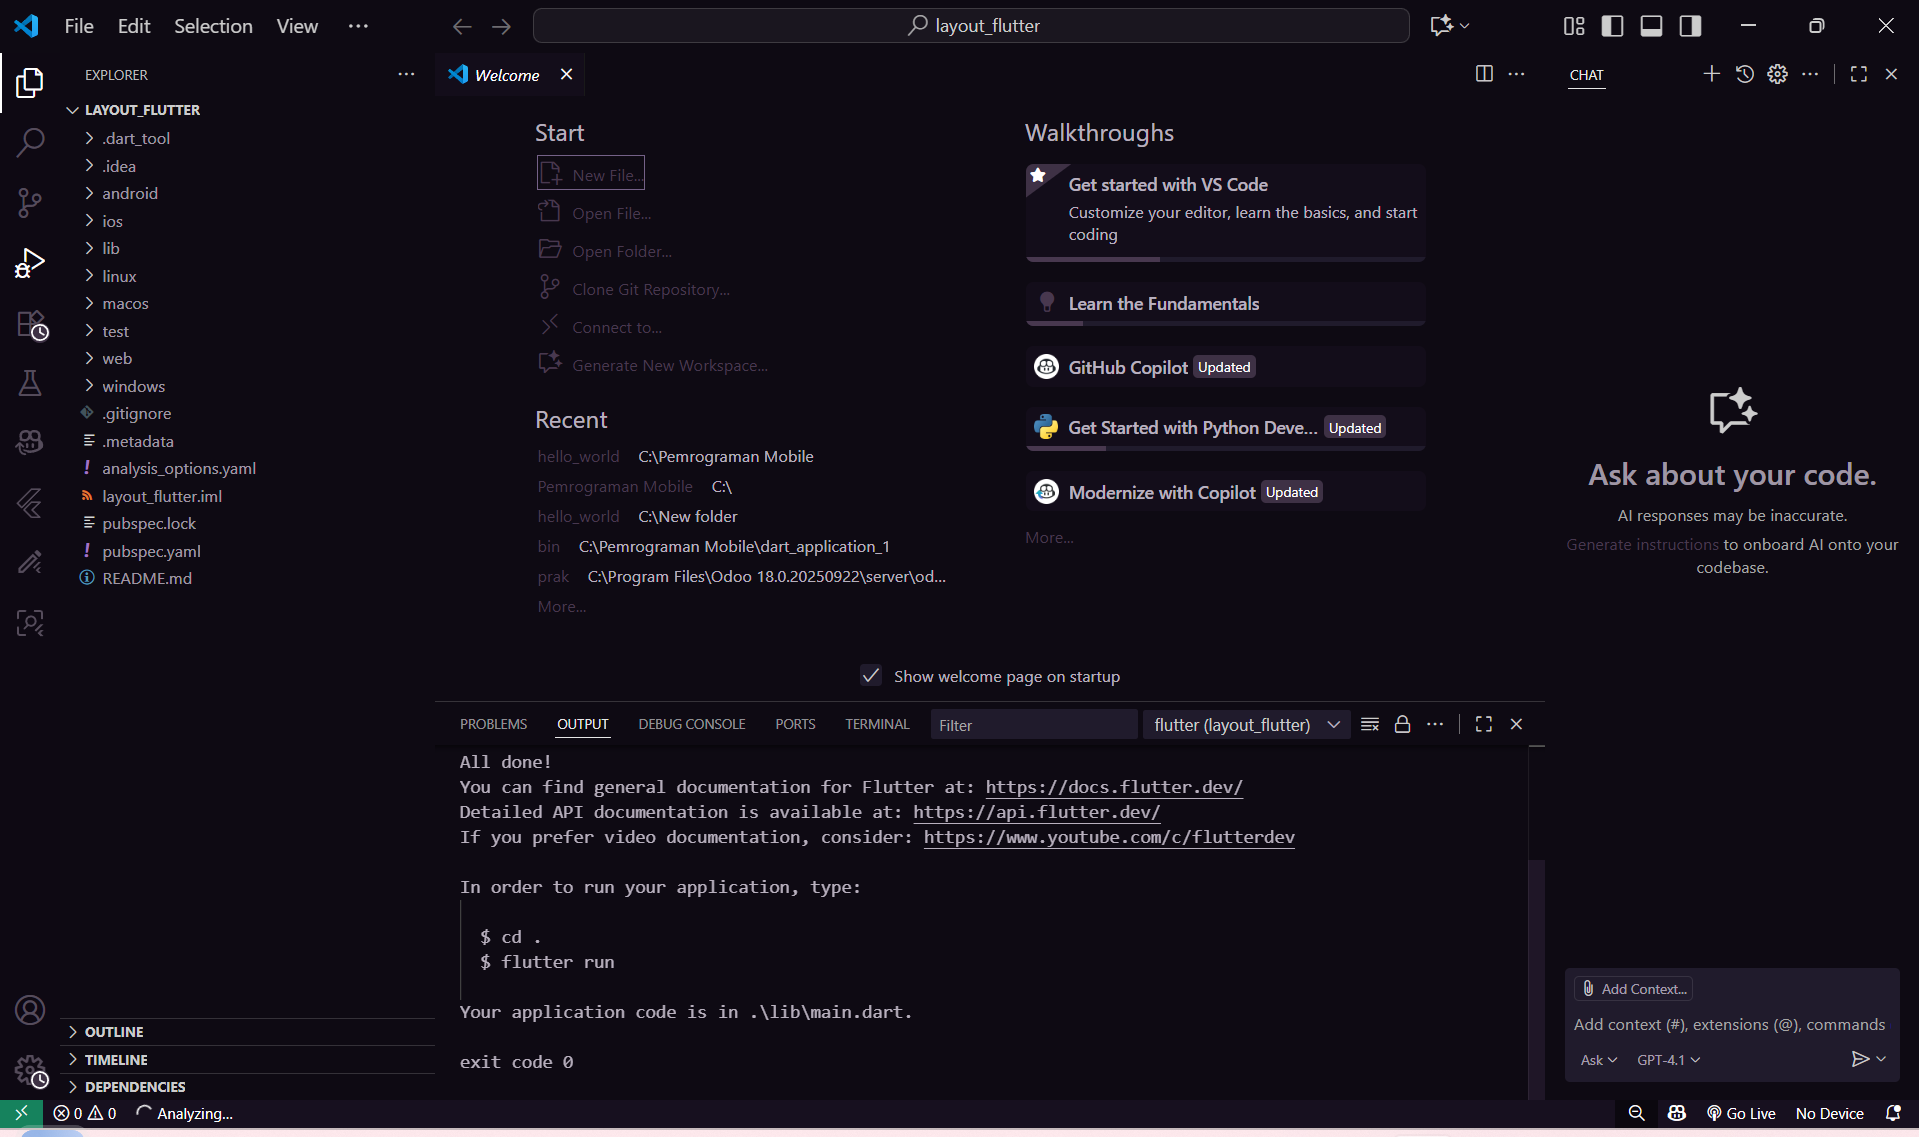 File Edit Selection View ···
layout_flutter
EXPLORER
LAYOUT_FLUTTER
.dart_tool
.idea
android
ios
lib
linux
macos
test
web
windows
.gitignore
.metadata
analysis_options.yaml
layout_flutter.iml
pubspec.lock
pubspec.yaml
README.md
OUTLINE
TIMELINE
DEPENDENCIES
Welcome
Start
New File...
Open File...
Open Folder...
Clone Git Repository...
Connect to...
Generate New Workspace...
Recent
hello_world C:\Pemrograman Mobile
Pemrograman Mobile C:\
hello_world C:\New folder
bin C:\Pemrograman Mobile\dart_application_1
prak C:\Program Files\Odoo 18.0.20250922\server\od...
More...
Walkthroughs
Get started with VS Code
Customize your editor, learn the basics, and start
coding
Learn the Fundamentals
GitHub Copilot Updated
Get Started with Python Deve... Updated
Modernize with Copilot Updated
More...
Show welcome page on startup
PROBLEMS OUTPUT DEBUG CONSOLE PORTS TERMINAL Filter flutter (layout_flutter)
All done!
You can find general documentation for Flutter at: https://docs.flutter.dev/
Detailed API documentation is available at: https://api.flutter.dev/
If you prefer video documentation, consider: https://www.youtube.com/c/flutterdev
In order to run your application, type:
$ cd .
$ flutter run
Your application code is in .\lib\main.dart.
exit code 0
CHAT
Ask about your code.
AI responses may be inaccurate.
Generate instructions to onboard AI onto your
codebase.
Add Context...
Add context (#), extensions (@), commands
Ask GPT-4.1
0 0 Analyzing... Go Live No Device